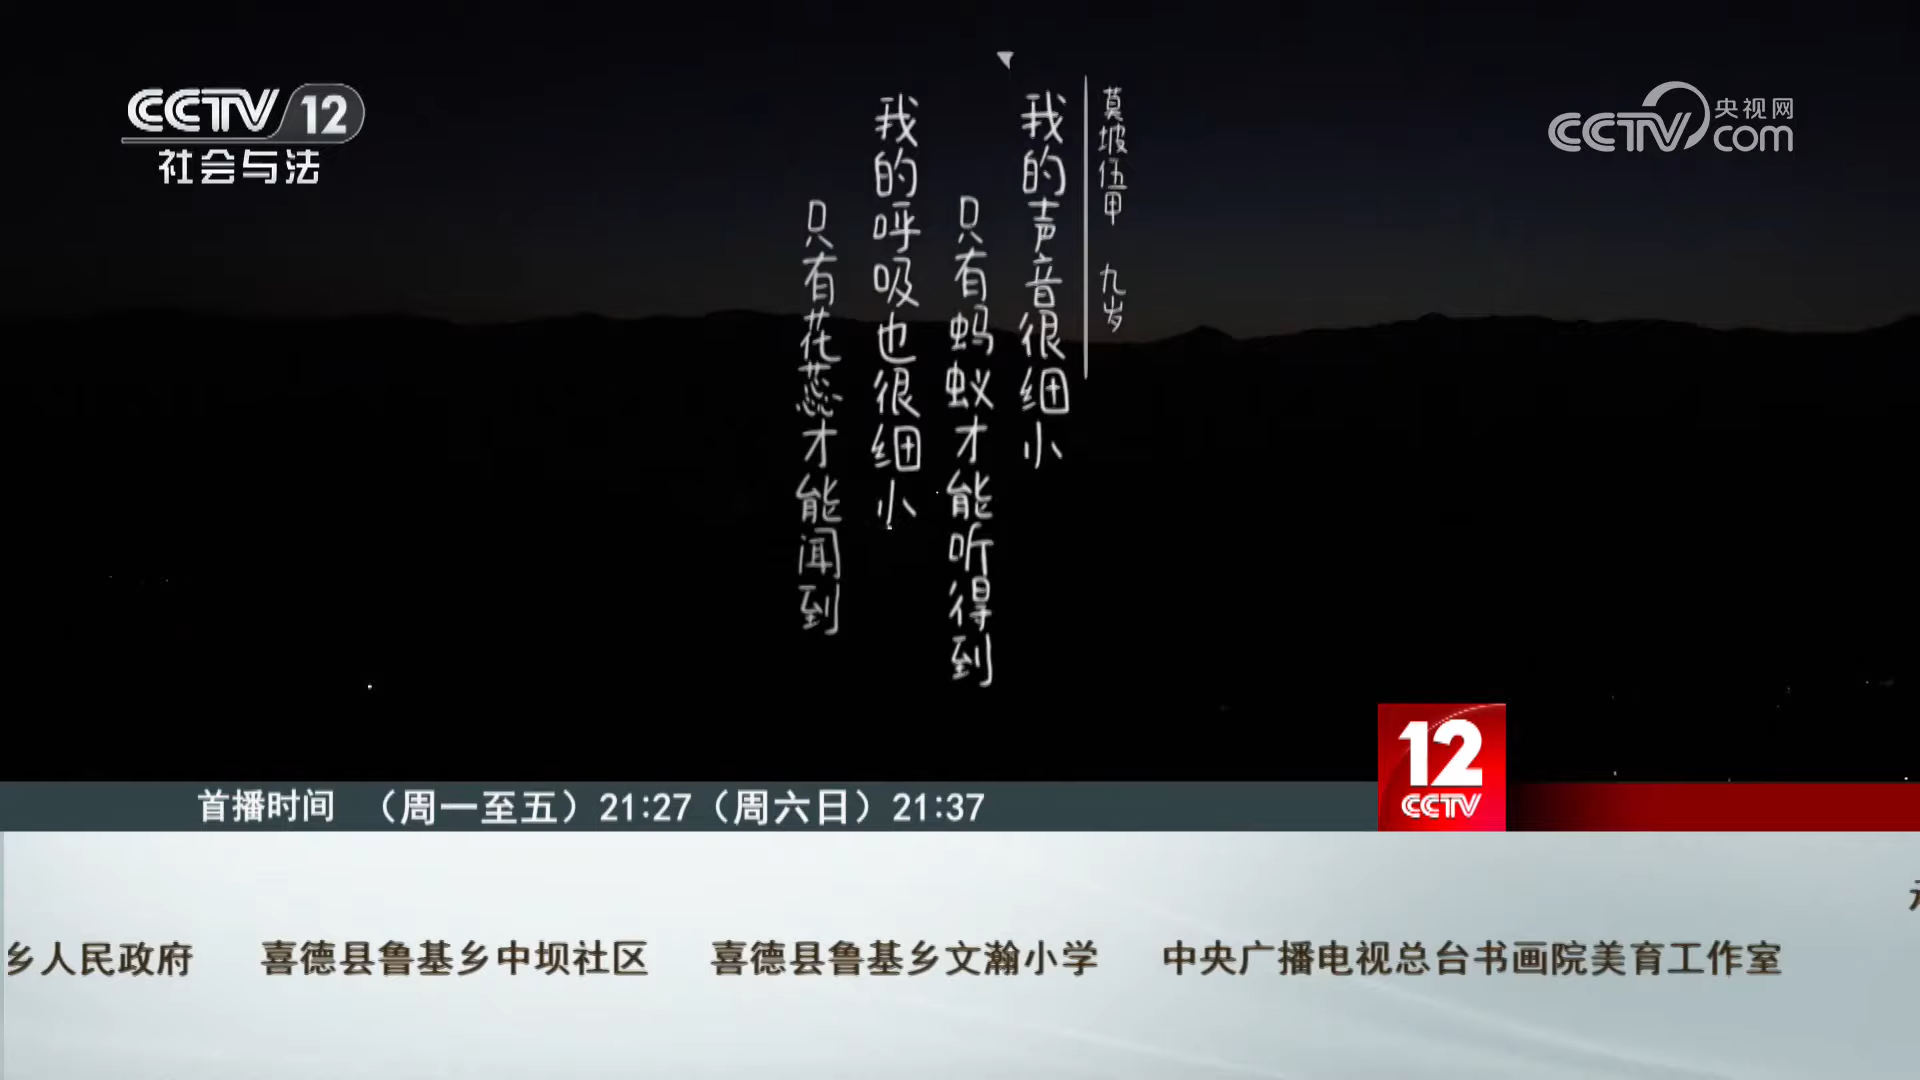 CCTV 12
社会与法
央视网
CCTV.com
莫坡伍甲 九岁
我的声音很细小
只有蚂蚁才能听得到
我的呼吸也很细小
只有花蕊才能闻到
12
CCTV
首播时间 （周一至五）21:27（周六日）21:37
乡人民政府 喜德县鲁基乡中坝社区 喜德县鲁基乡文瀚小学 中央广播电视总台书画院美育工作室